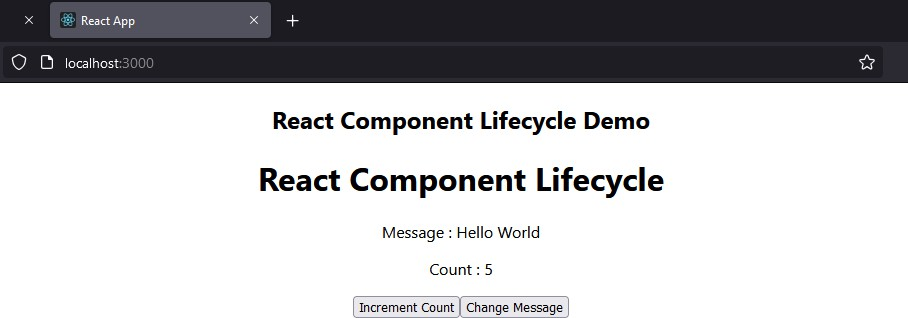 React App
localhost:3000
React Component Lifecycle Demo
React Component Lifecycle
Message : Hello World
Count : 5
Increment Count Change Message